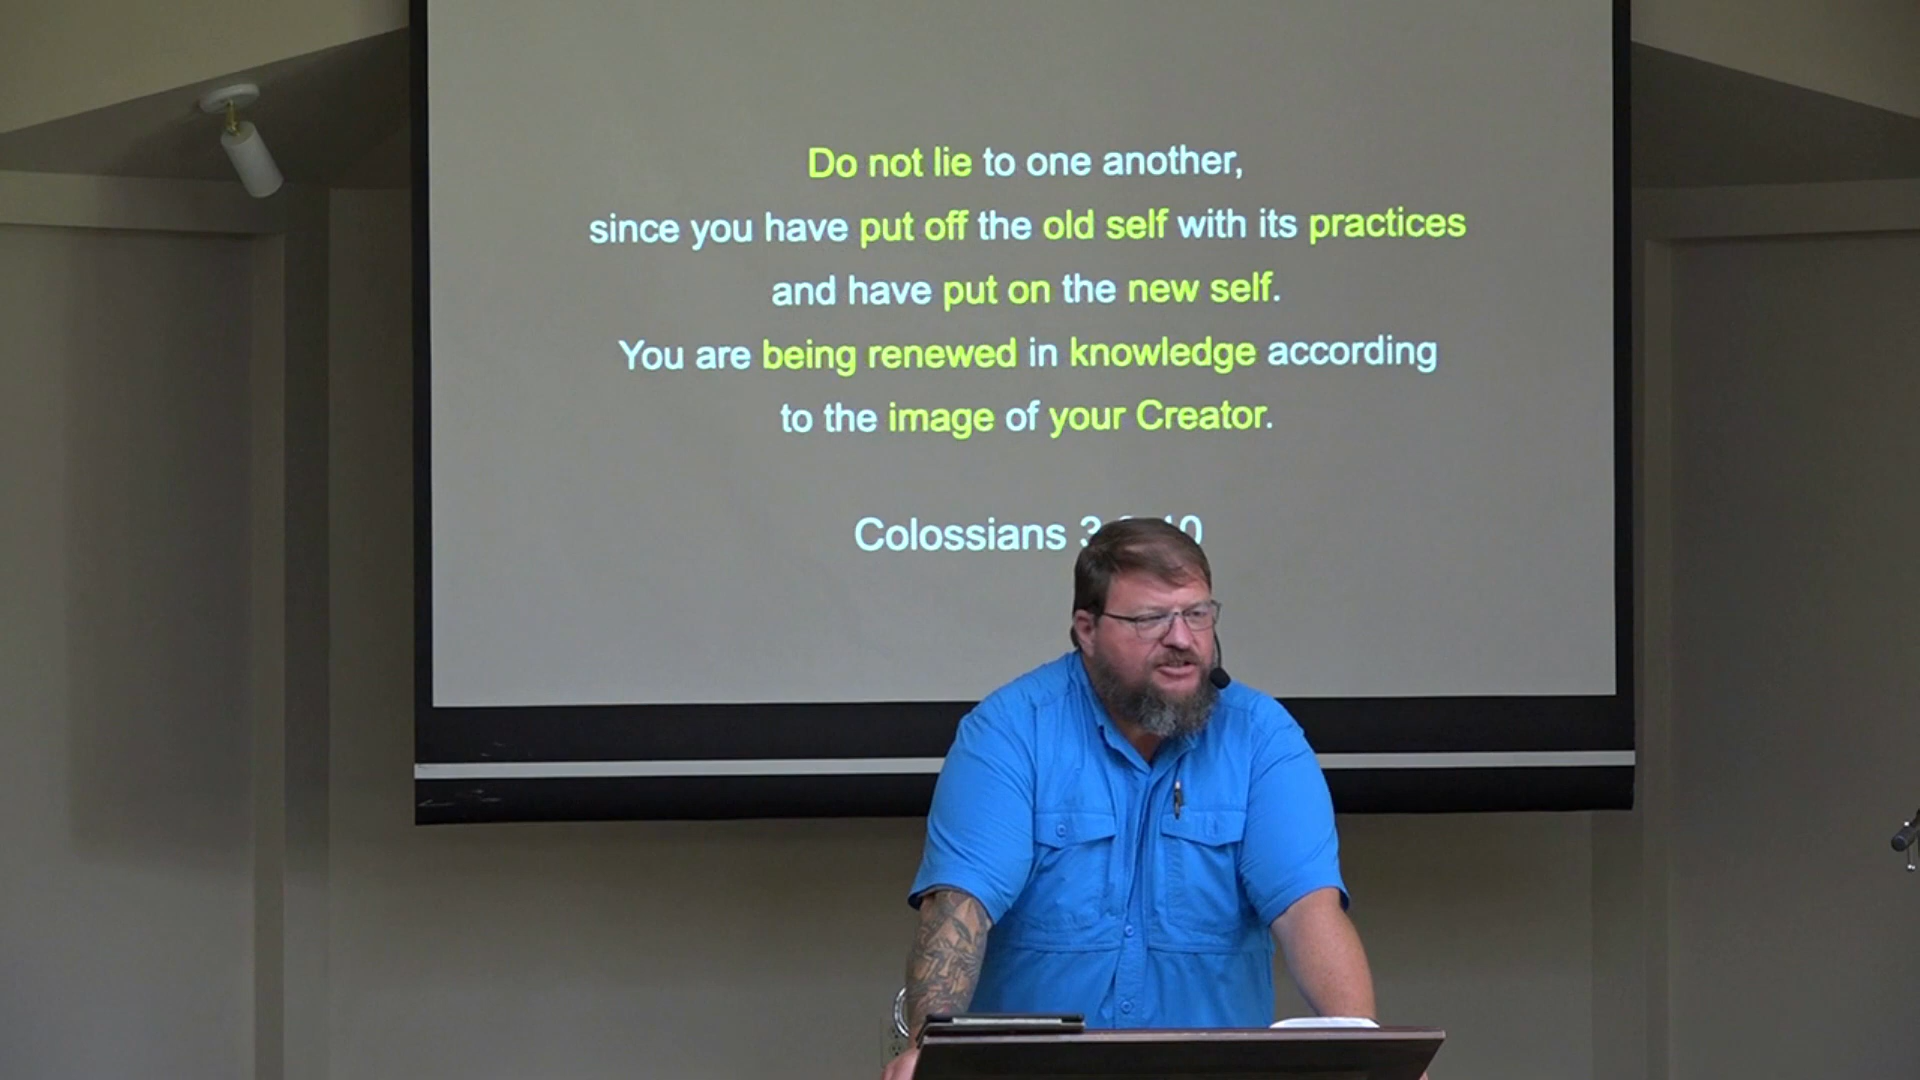 Do not lie to one another,
since you have put off the old self with its practices
and have put on the new self.
You are being renewed in knowledge according
to the image of your Creator.
Colossians